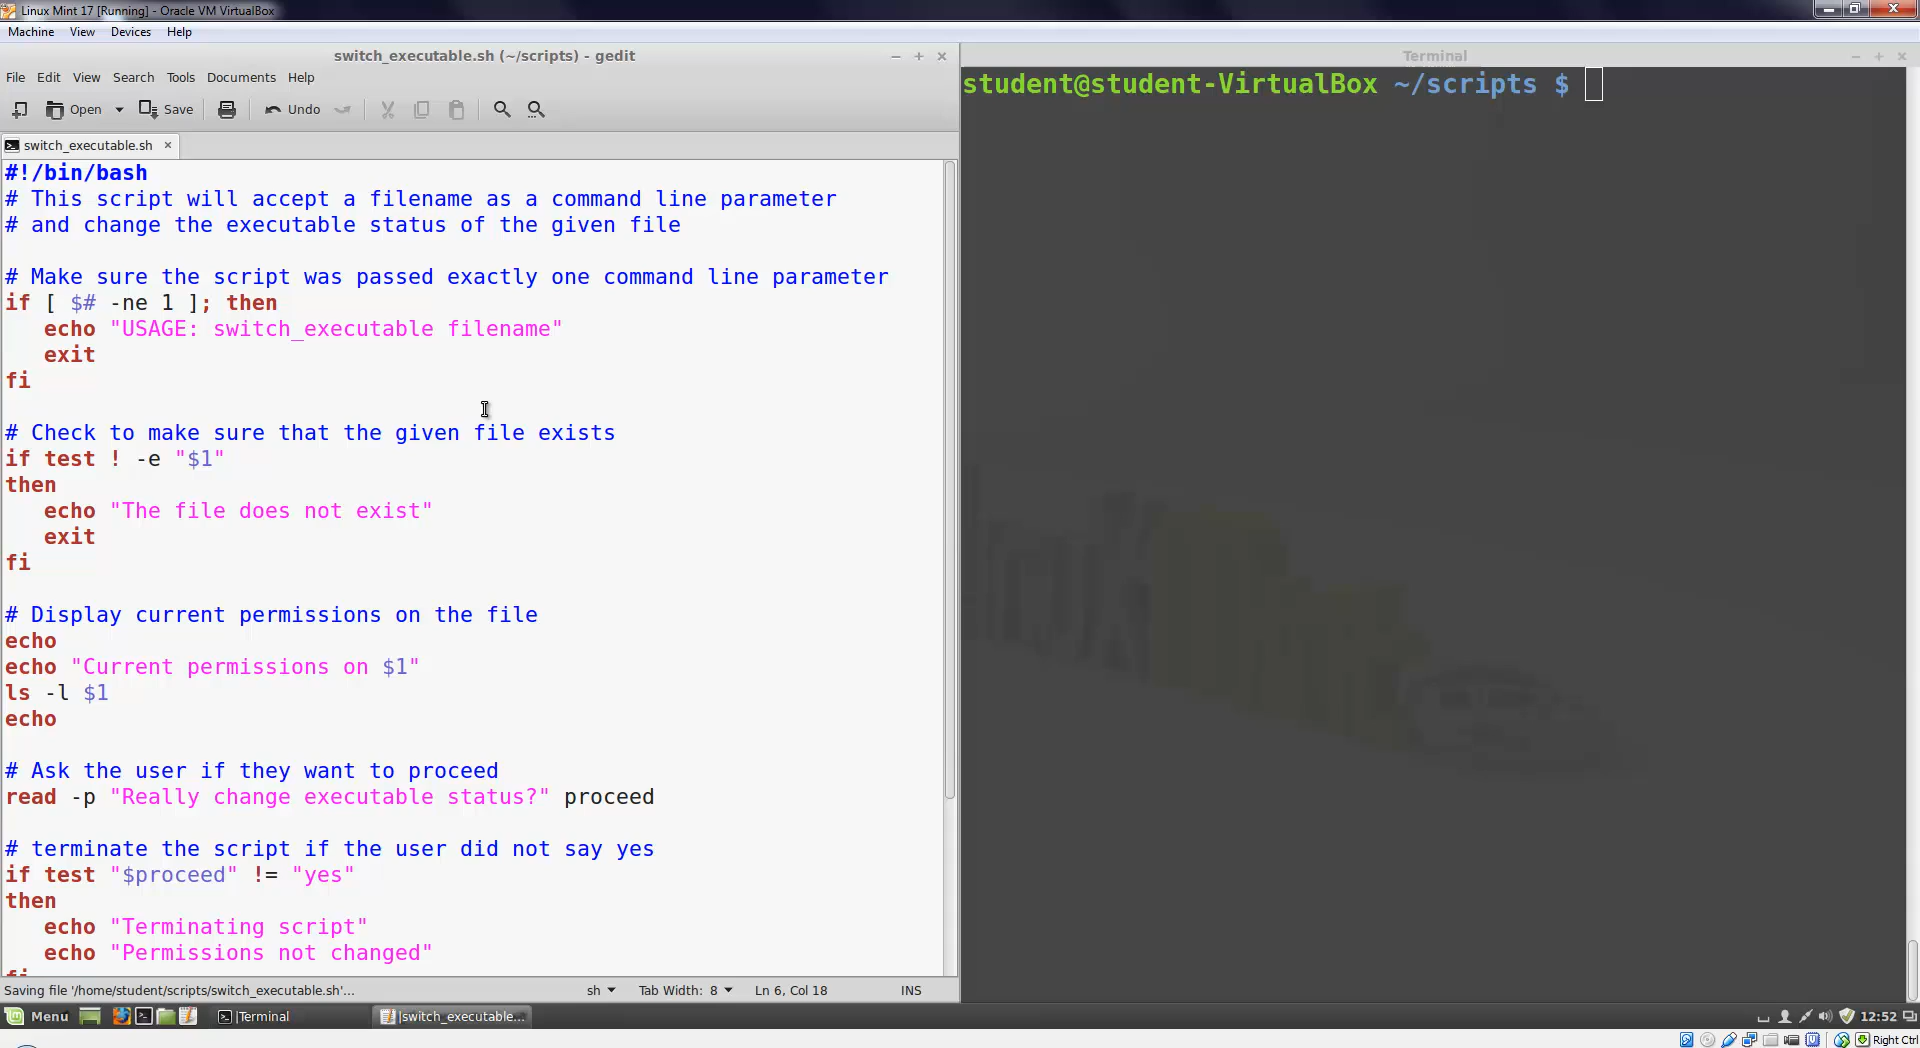 Linux Mint 17 [Running] - Oracle VM VirtualBox
Machine View Devices Help
switch_executable.sh (~/scripts) - gedit
File Edit View Search Tools Documents Help
Open Save Undo
switch_executable.sh
#!/bin/bash
# This script will accept a filename as a command line parameter
# and change the executable status of the given file
# Make sure the script was passed exactly one command line parameter
if [ $# -ne 1 ]; then
   echo "USAGE: switch_executable filename"
   exit
fi
# Check to make sure that the given file exists
if test ! -e "$1"
then
   echo "The file does not exist"
   exit
fi
# Display current permissions on the file
echo
echo "Current permissions on $1"
ls -l $1
echo
# Ask the user if they want to proceed
read -p "Really change executable status?" proceed
# terminate the script if the user did not say yes
if test "$proceed" != "yes"
then
   echo "Terminating script"
   echo "Permissions not changed"
fi
Saving file '/home/student/scripts/switch_executable.sh'...
sh Tab Width: 8 Ln 6, Col 18 INS
Terminal
student@student-VirtualBox ~/scripts $
Menu |Terminal |switch_executable... 12:52
Right Ctrl